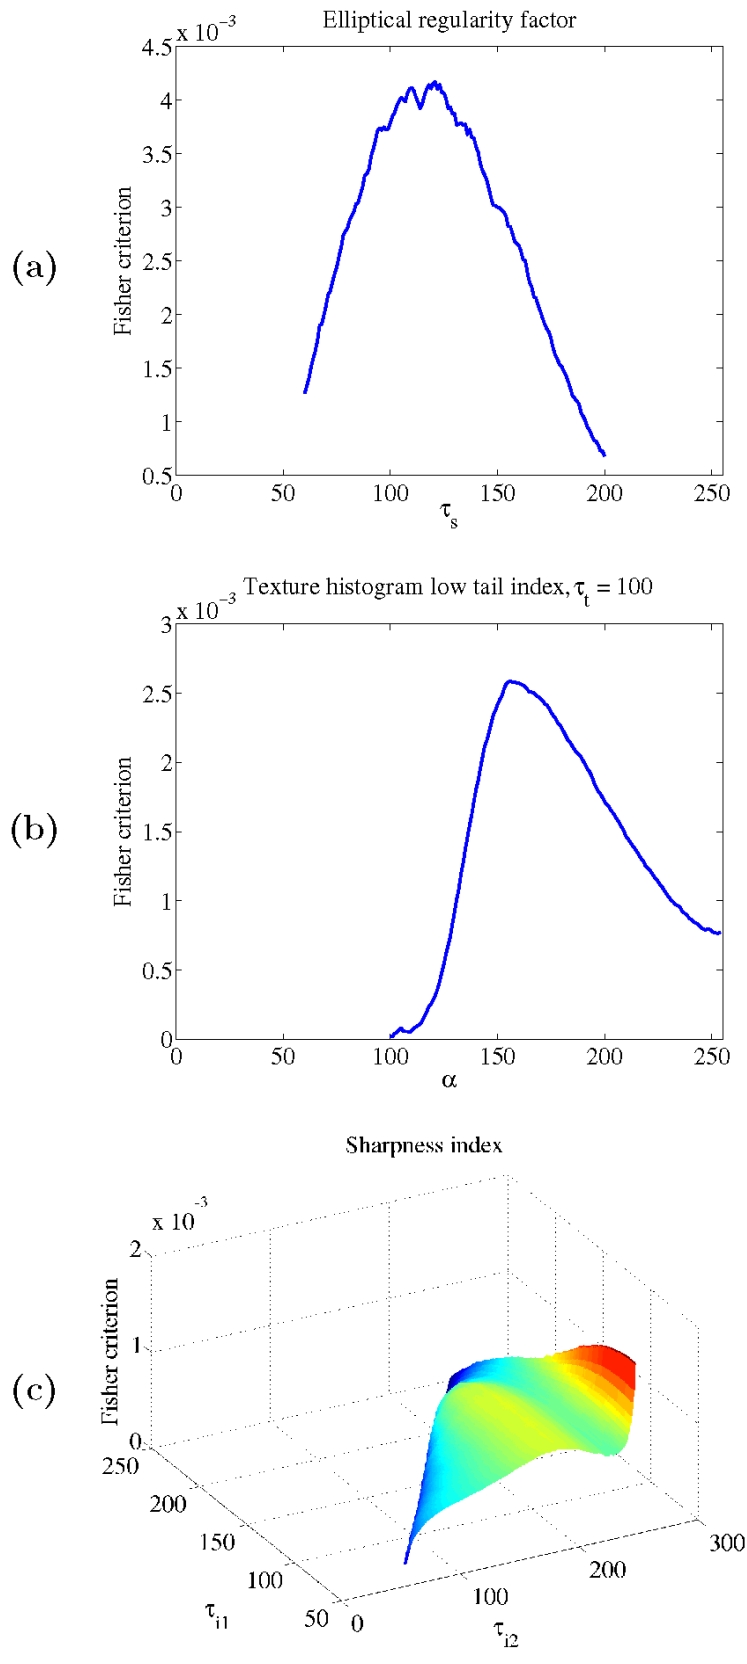 Elliptical regularity factor
x 10⁻³
4.5
4
3.5
3
2.5
2
1.5
1
0.5
Fisher criterion
(a)
0 50 100 150 200 250
τs
Texture histogram low tail index, τt = 100
x 10⁻³
3
2.5
2
1.5
1
0.5
0
Fisher criterion
(b)
0 50 100 150 200 250
α
Sharpness index
x 10⁻³
2
1
0
Fisher criterion
(c)
250
200
150
100
50
τi1
0
100
200
300
τi2